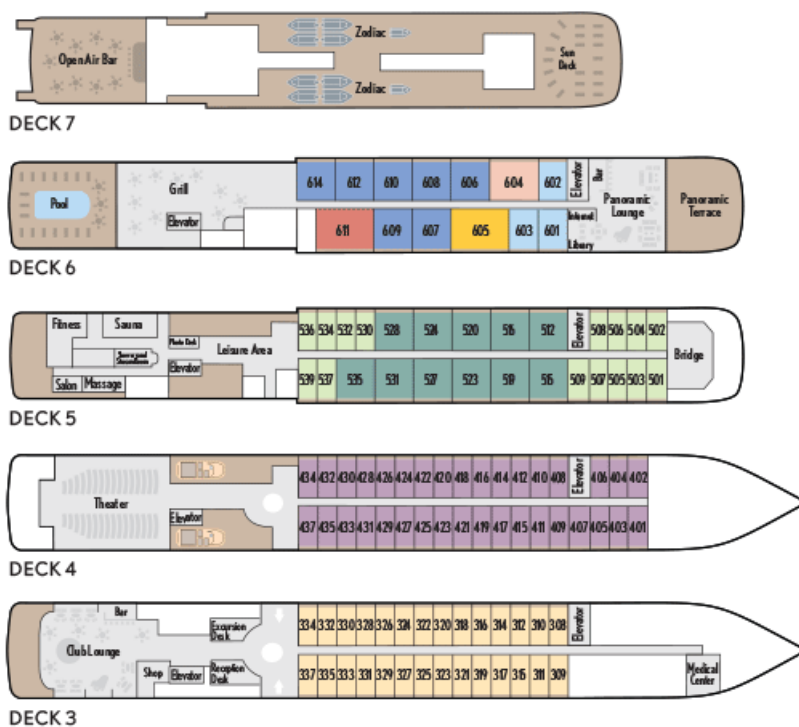 Open Air Bar
Zodiac
Zodiac
Sun
Deck
DECK 7
Pool
Grill
Elevator
614 612 610 608 606 604 602
Elevator
Bar
Panoramic
Lounge
Panoramic
Terrace
611 609 607 605 603 601
Internet
Library
DECK 6
Fitness
Sauna
Salon
Massage
Photo Desk
Elevator
Leisure Area
536 534 532 530 528 524 520 516 512
Elevator
508 506 504 502
Bridge
539 537 535 531 527 523 519 515 509 507 505 503 501
DECK 5
Theater
Elevator
434 432 430 428 426 424 422 420 418 416 414 412 410 408
Elevator
406 404 402
437 435 433 431 429 427 425 423 421 419 417 415 411 409 407 405 403 401
DECK 4
Bar
Club Lounge
Shop
Elevator
Excursion
Desk
Reception
Desk
334 332 330 328 326 324 322 320 318 316 314 312 310 308
Elevator
337 335 333 331 329 327 325 323 321 319 317 315 311 309
Medical
Center
DECK 3